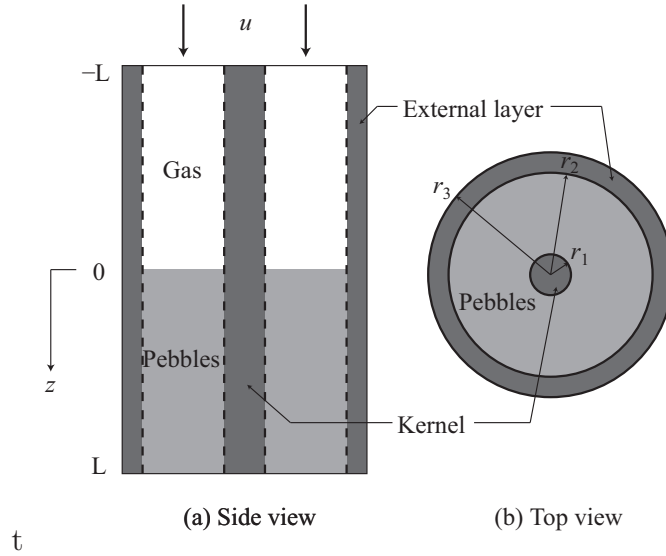 u
−L
External layer
Gas
r2
r3
0
r1
Pebbles
Pebbles
z
Kernel
L
(a) Side view
(b) Top view
t